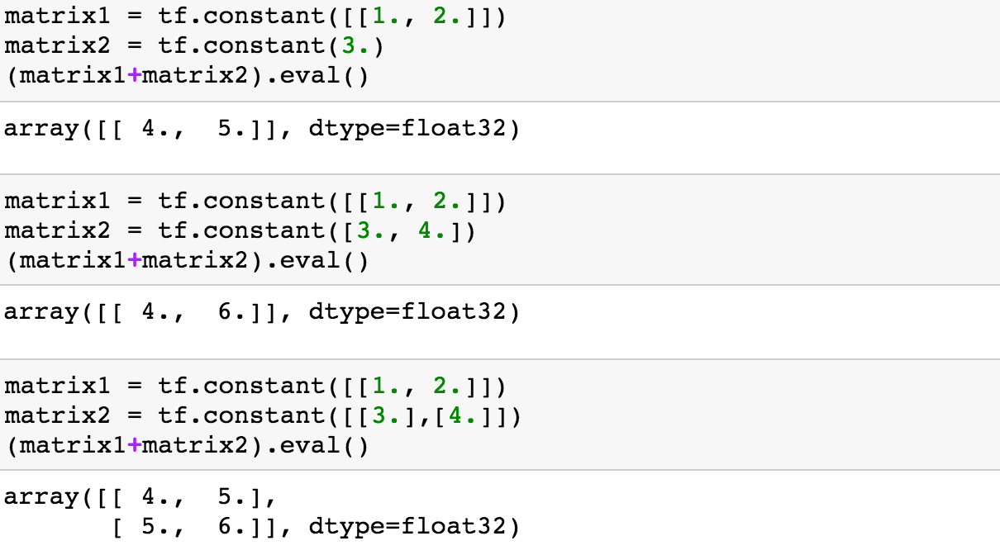 matrix1 = tf.constant([[1., 2.]])
matrix2 = tf.constant(3.)
(matrix1+matrix2).eval()
array([[ 4.,  5.]], dtype=float32)
matrix1 = tf.constant([[1., 2.]])
matrix2 = tf.constant([3., 4.])
(matrix1+matrix2).eval()
array([[ 4.,  6.]], dtype=float32)
matrix1 = tf.constant([[1., 2.]])
matrix2 = tf.constant([[3.],[4.]])
(matrix1+matrix2).eval()
array([[ 4.,  5.],
       [ 5.,  6.]], dtype=float32)